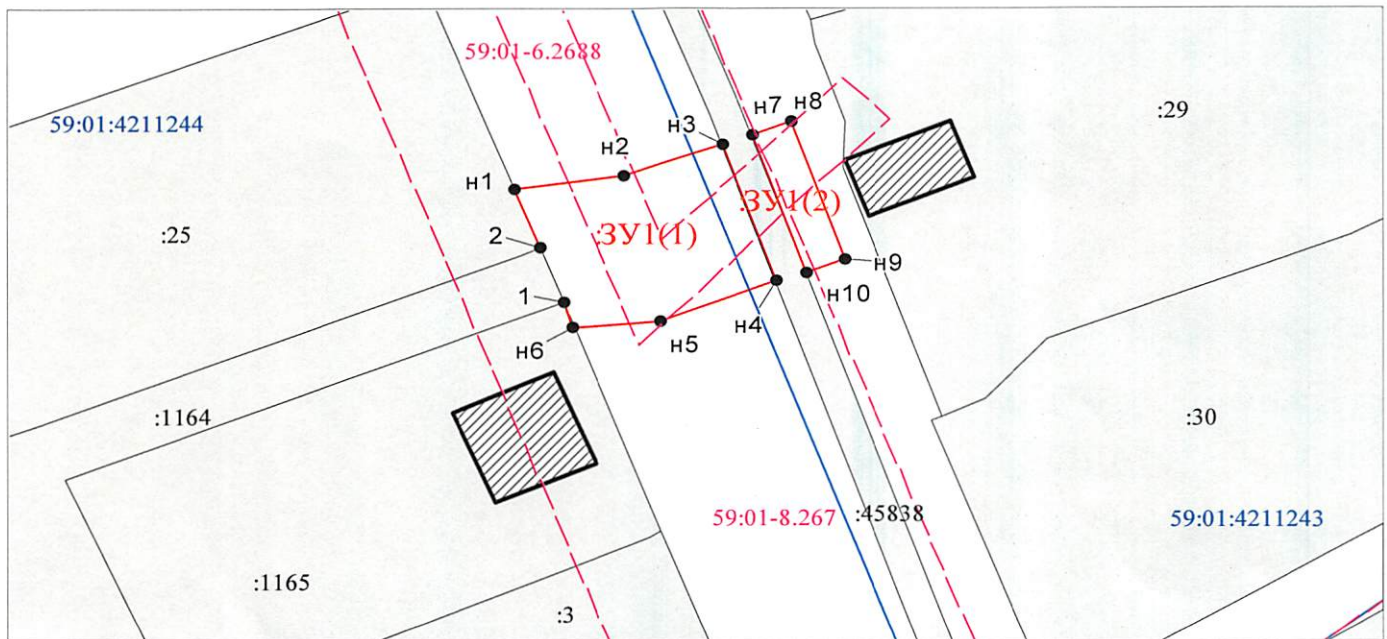 59:01-6.2688
59:01:4211244
н7
н8
:29
н3
н2
н1
:ЗУ1(2)
:ЗУ1(1)
:25
2
н9
1
н10
н4
н5
н6
:1164
:30
59:01-8.267
:45838
59:01:4211243
:1165
:3